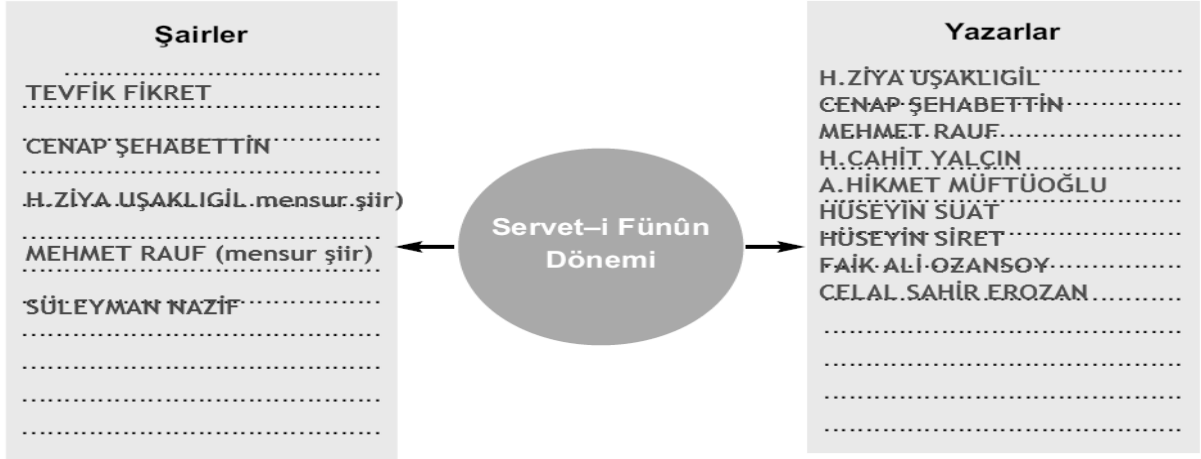 Şairler
TEVFİK FİKRET
CENAP ŞEHABETTİN
H.ZİYA UŞAKLIGİL mensur şiir)
MEHMET RAUF (mensur şiir)
SÜLEYMAN NAZİF
Servet–i Fünûn
Dönemi
Yazarlar
H.ZİYA UŞAKLIGİL
CENAP ŞEHABETTİN
MEHMET RAUF
H.CAHİT YALÇIN
A.HİKMET MÜFTÜOĞLU
HÜSEYİN SUAT
HÜSEYİN SİRET
FAİK ALİ OZANSOY
CELAL SAHİR EROZAN